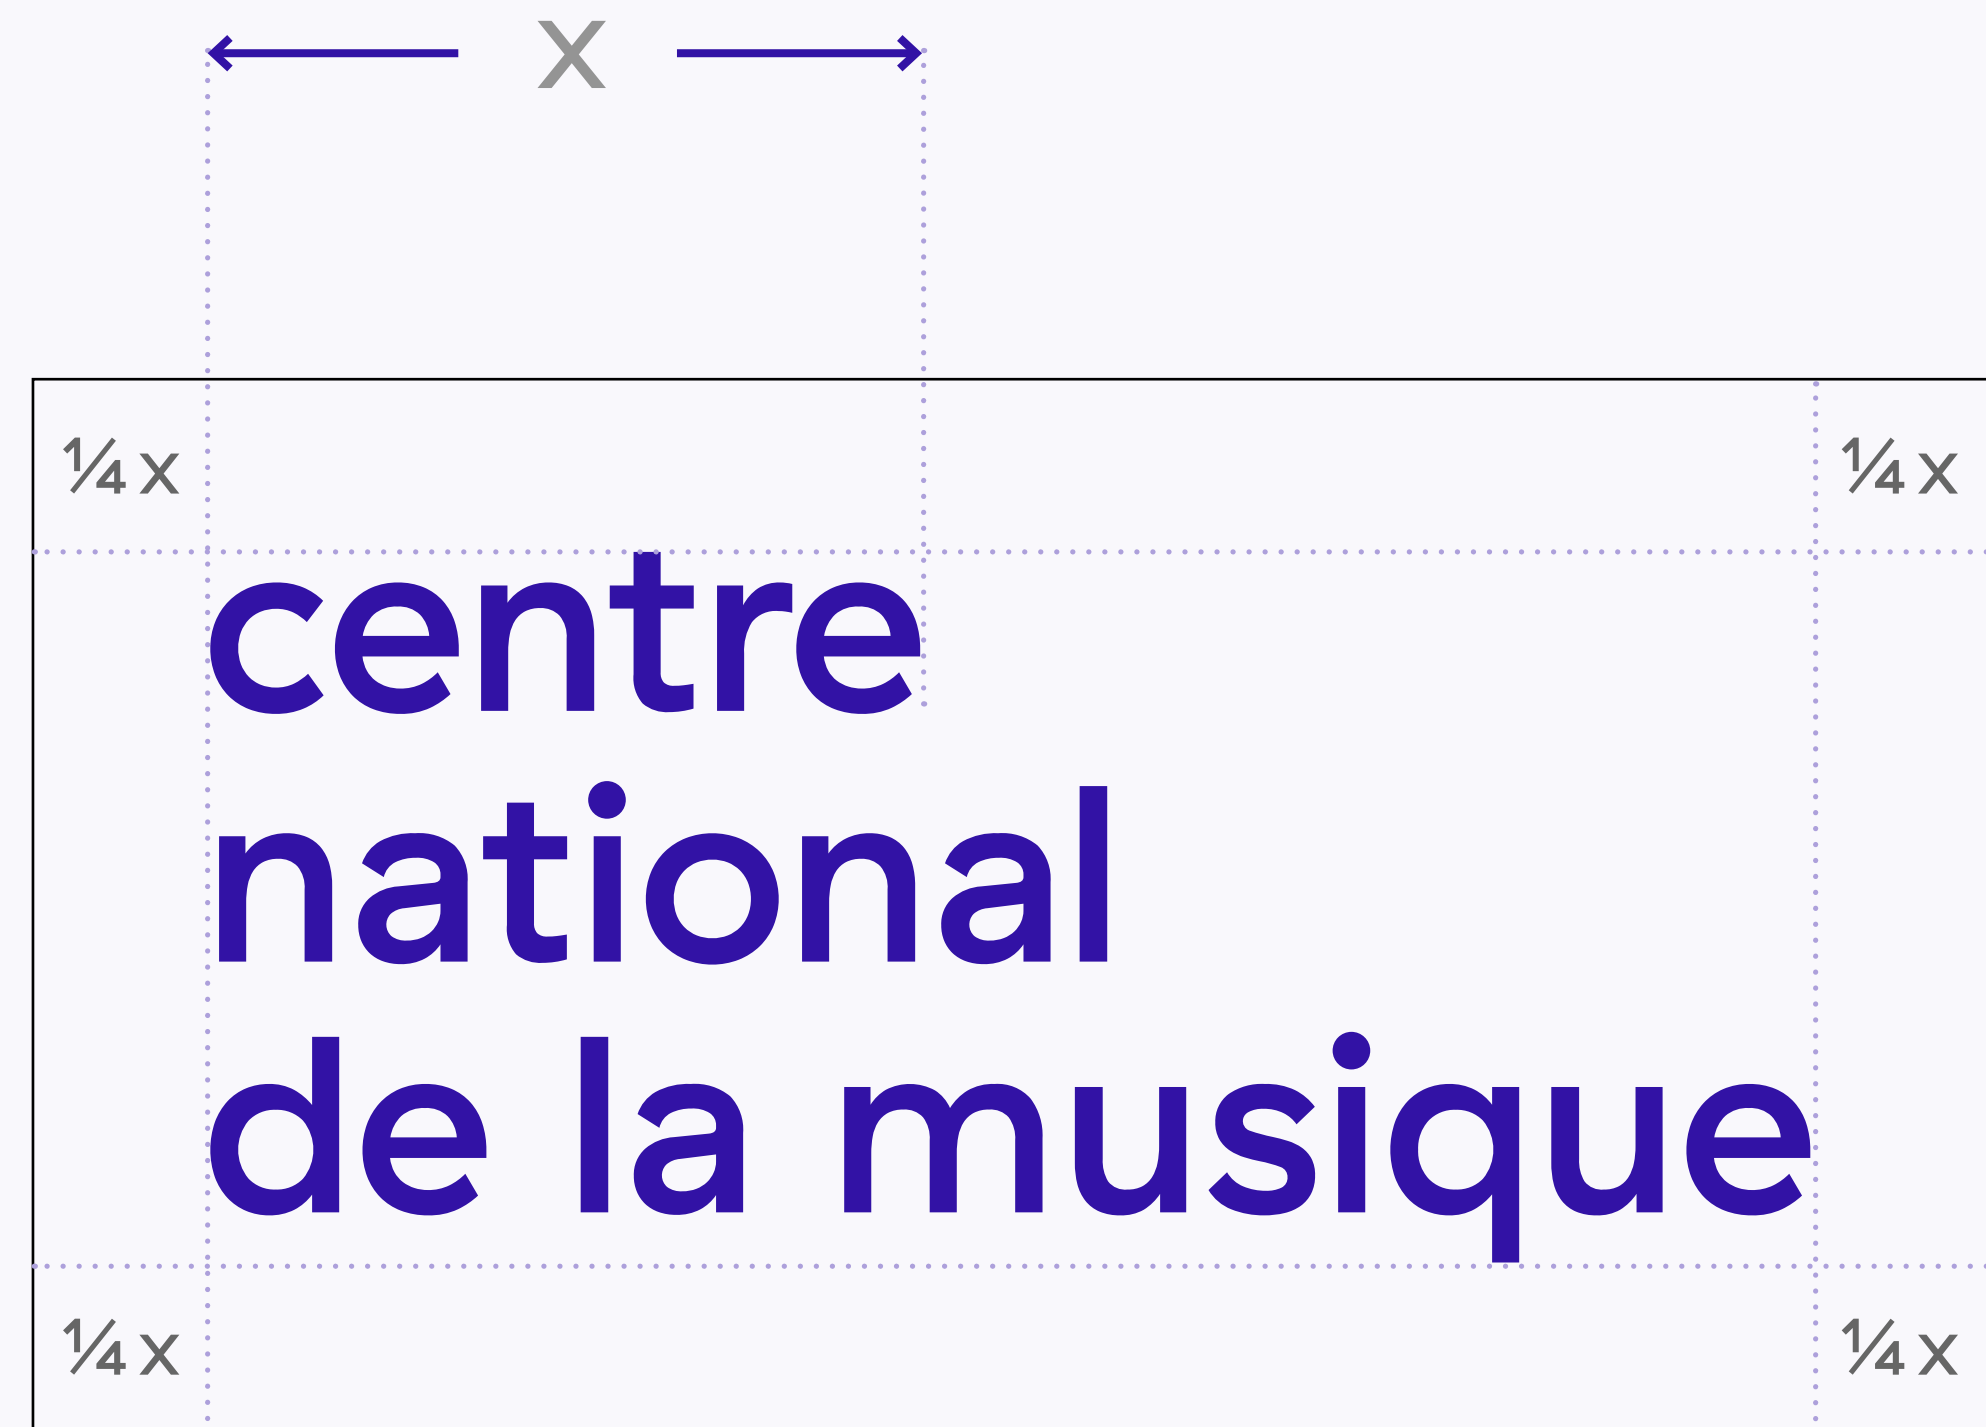 x
¼ x ¼ x
centre
national
de la musique
¼ x ¼ x